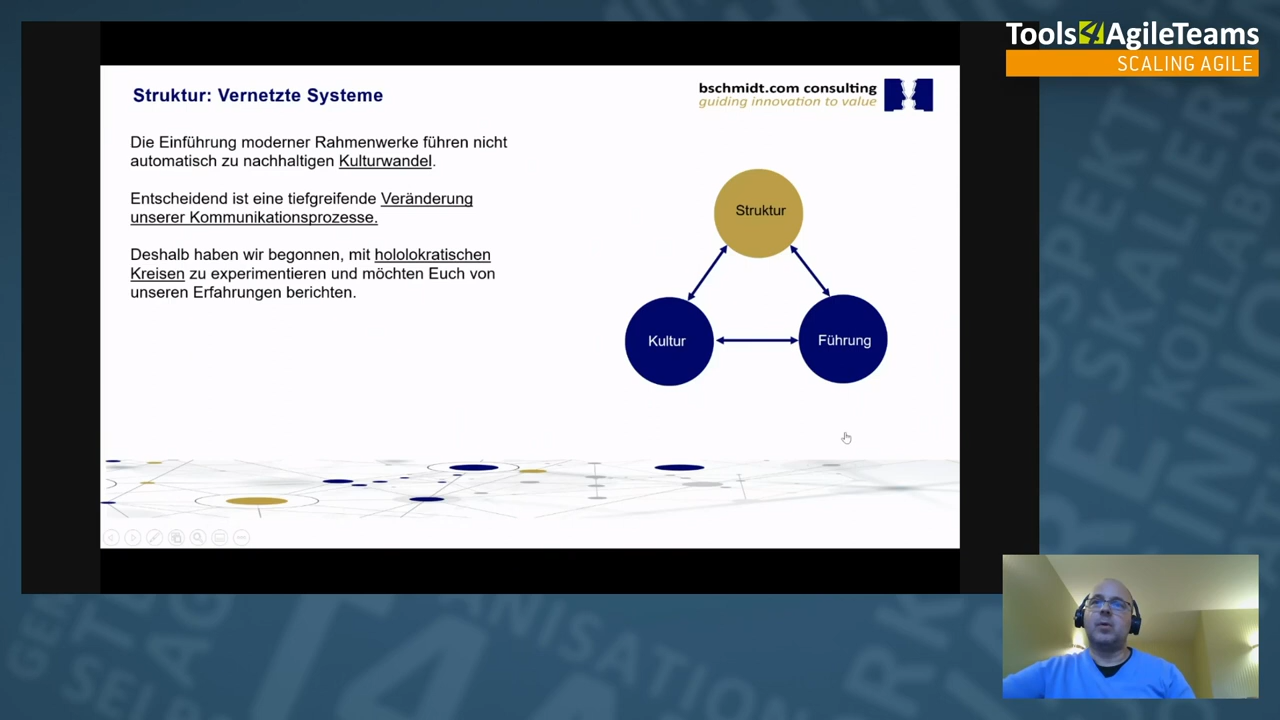 Tools4AgileTeams
SCALING AGILE
Struktur: Vernetzte Systeme
bschmidt.com consulting
guiding innovation to value
Die Einführung moderner Rahmenwerke führen nicht
automatisch zu nachhaltigen Kulturwandel.
Entscheidend ist eine tiefgreifende Veränderung
unserer Kommunikationsprozesse.
Deshalb haben wir begonnen, mit hololokratischen
Kreisen zu experimentieren und möchten Euch von
unseren Erfahrungen berichten.
Struktur
Kultur
Führung